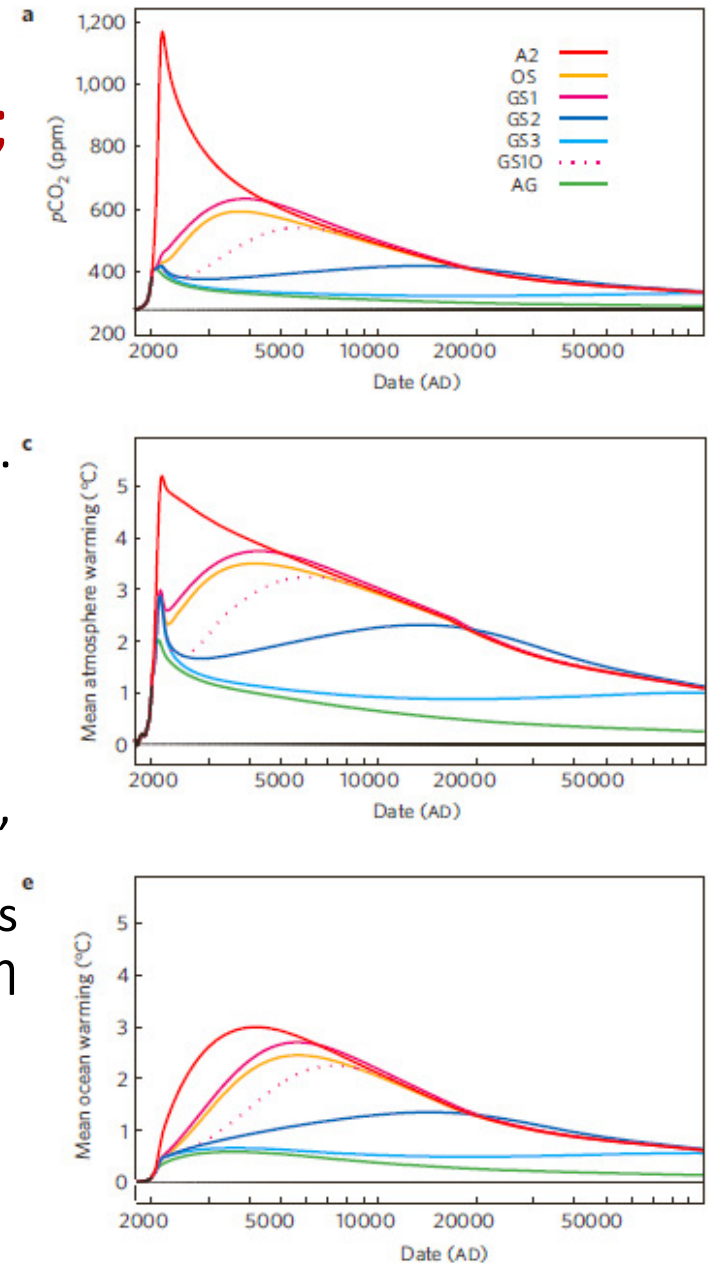 a
1,200
1,000
800
600
400
200
pCO₂ (ppm)
A2
OS
GS1
GS2
GS3
GS1O
AG
2000 5000 10000 20000 50000
Date (AD)
;
c
.
5
4
3
2
1
0
Mean atmosphere warming (°C)
2000 5000 10000 20000 50000
Date (AD)
,
e
s
n
5
4
3
2
1
0
Mean ocean warming (°C)
2000 5000 10000 20000 50000
Date (AD)